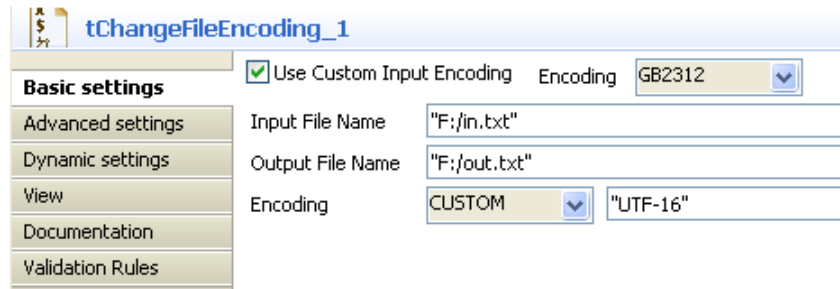 tChangeFileEncoding_1
Basic settings
Advanced settings
Dynamic settings
View
Documentation
Validation Rules
Use Custom Input Encoding Encoding GB2312
Input File Name "F:/in.txt"
Output File Name "F:/out.txt"
Encoding CUSTOM "UTF-16"